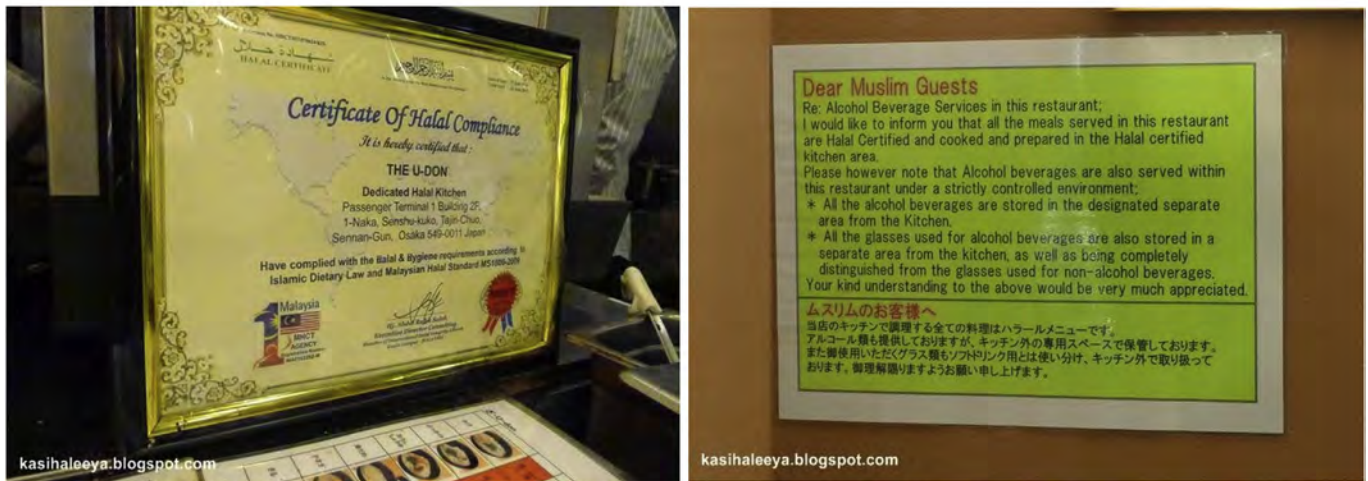 شهادة حلال
HALAL CERTIFICATE
Certificate Of Halal Compliance
It is hereby certified that :
THE U-DON
Dedicated Halal Kitchen
Passenger Terminal 1 Building 2F,
1-Naka, Senshu-kuko, Tajiri-Chuo,
Sennan-Gun, Osaka 549-0011 Japan
Have complied with the Halal & Hygiene requirements according to
Islamic Dietary Law and Malaysian Halal Standard MS1500-2009
Malaysia
MHCT
AGENCY
kasihaleeya.blogspot.com
Dear Muslim Guests
Re: Alcohol Beverage Services in this restaurant;
I would like to inform you that all the meals served in this restaurant
are Halal Certified and cooked and prepared in the Halal certified
kitchen area.
Please however note that Alcohol beverages are also served within
this restaurant under a strictly controlled environment;
* All the alcohol beverages are stored in the designated separate
area from the Kitchen.
* All the glasses used for alcohol beverages are also stored in a
separate area from the kitchen, as well as being completely
distinguished from the glasses used for non-alcohol beverages.
Your kind understanding to the above would be very much appreciated.
ムスリムのお客様へ
当店のキッチンで調理する全ての料理はハラールメニューです。
アルコール類も提供しておりますが、キッチン外の専用スペースで保管しております。
また御使用いただくグラス類もソフトドリンク用とは使い分け、キッチン外で取り扱って
おります。御理解賜りますようお願い申し上げます。
kasihaleeya.blogspot.com